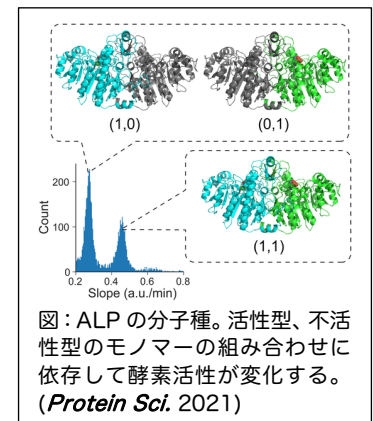 (1,0)
(0,1)
(1,1)
Count
200
100
0
0.2 0.4 0.6 0.8
Slope (a.u./min)
図：ALP の分子種。活性型、不活
性型のモノマーの組み合わせに
依存して酵素活性が変化する。
(Protein Sci. 2021)